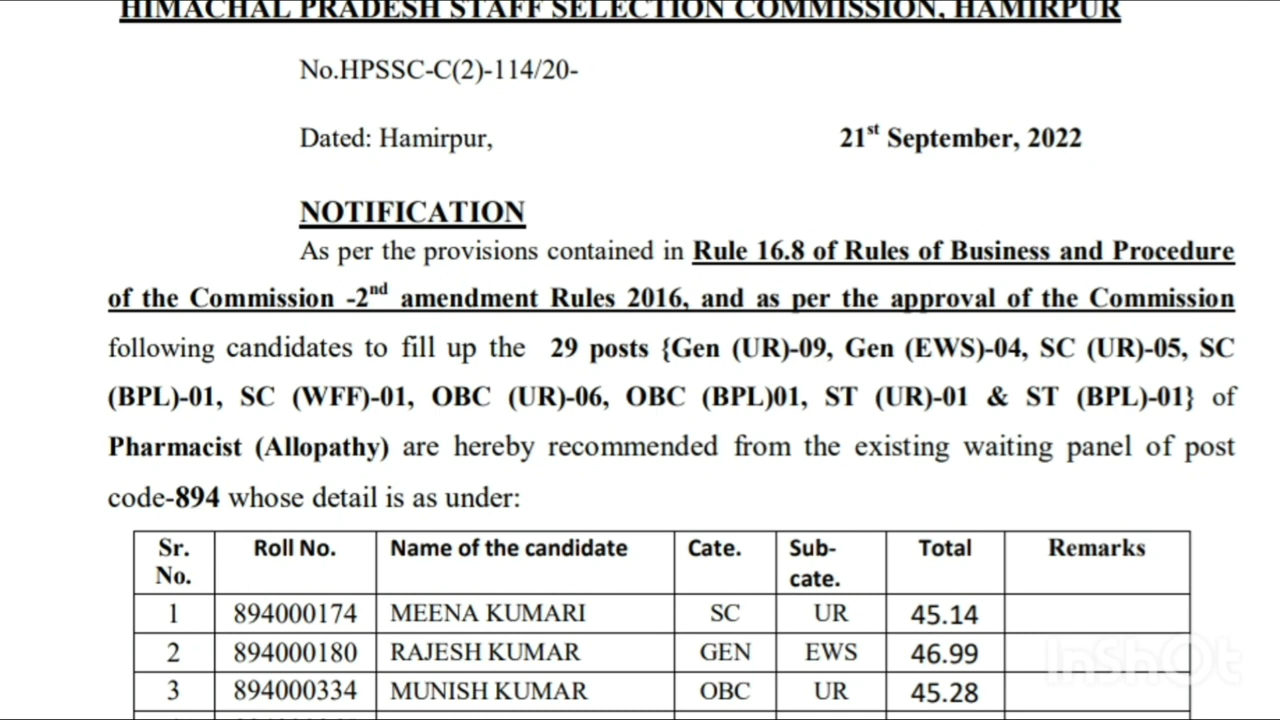 HIMACHAL PRADESH STAFF SELECTION COMMISSION, HAMIRPUR
No.HPSSC-C(2)-114/20-
Dated: Hamirpur, 21st September, 2022
NOTIFICATION
As per the provisions contained in Rule 16.8 of Rules of Business and Procedure
of the Commission -2nd amendment Rules 2016, and as per the approval of the Commission
following candidates to fill up the 29 posts {Gen (UR)-09, Gen (EWS)-04, SC (UR)-05, SC
(BPL)-01, SC (WFF)-01, OBC (UR)-06, OBC (BPL)01, ST (UR)-01 & ST (BPL)-01} of
Pharmacist (Allopathy) are hereby recommended from the existing waiting panel of post
code-894 whose detail is as under:
Sr. No. Roll No. Name of the candidate Cate. Sub-cate. Total Remarks
1 894000174 MEENA KUMARI SC UR 45.14
2 894000180 RAJESH KUMAR GEN EWS 46.99
3 894000334 MUNISH KUMAR OBC UR 45.28
InShOt